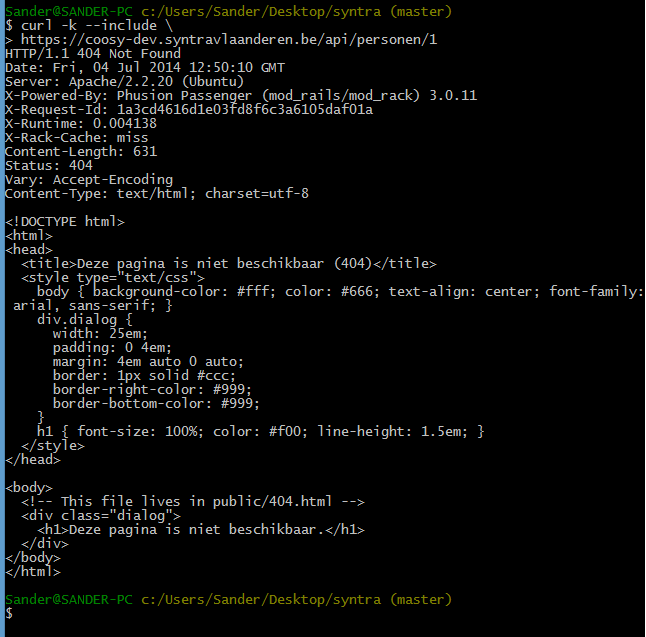 Sander@SANDER-PC c:/Users/Sander/Desktop/syntra (master)
$ curl -k --include \
> https://coosy-dev.syntravlaanderen.be/api/personen/1
HTTP/1.1 404 Not Found
Date: Fri, 04 Jul 2014 12:50:10 GMT
Server: Apache/2.2.20 (Ubuntu)
X-Powered-By: Phusion Passenger (mod_rails/mod_rack) 3.0.11
X-Request-Id: 1a3cd4616d1e03fd8f6c3a6105daf01a
X-Runtime: 0.004138
X-Rack-Cache: miss
Content-Length: 631
Status: 404
Vary: Accept-Encoding
Content-Type: text/html; charset=utf-8
<!DOCTYPE html>
<html>
<head>
  <title>Deze pagina is niet beschikbaar (404)</title>
  <style type="text/css">
    body { background-color: #fff; color: #666; text-align: center; font-family:
 arial, sans-serif; }
    div.dialog {
      width: 25em;
      padding: 0 4em;
      margin: 4em auto 0 auto;
      border: 1px solid #ccc;
      border-right-color: #999;
      border-bottom-color: #999;
    }
    h1 { font-size: 100%; color: #f00; line-height: 1.5em; }
  </style>
</head>
<body>
  <!-- This file lives in public/404.html -->
  <div class="dialog">
    <h1>Deze pagina is niet beschikbaar.</h1>
  </div>
</body>
</html>
Sander@SANDER-PC c:/Users/Sander/Desktop/syntra (master)
$